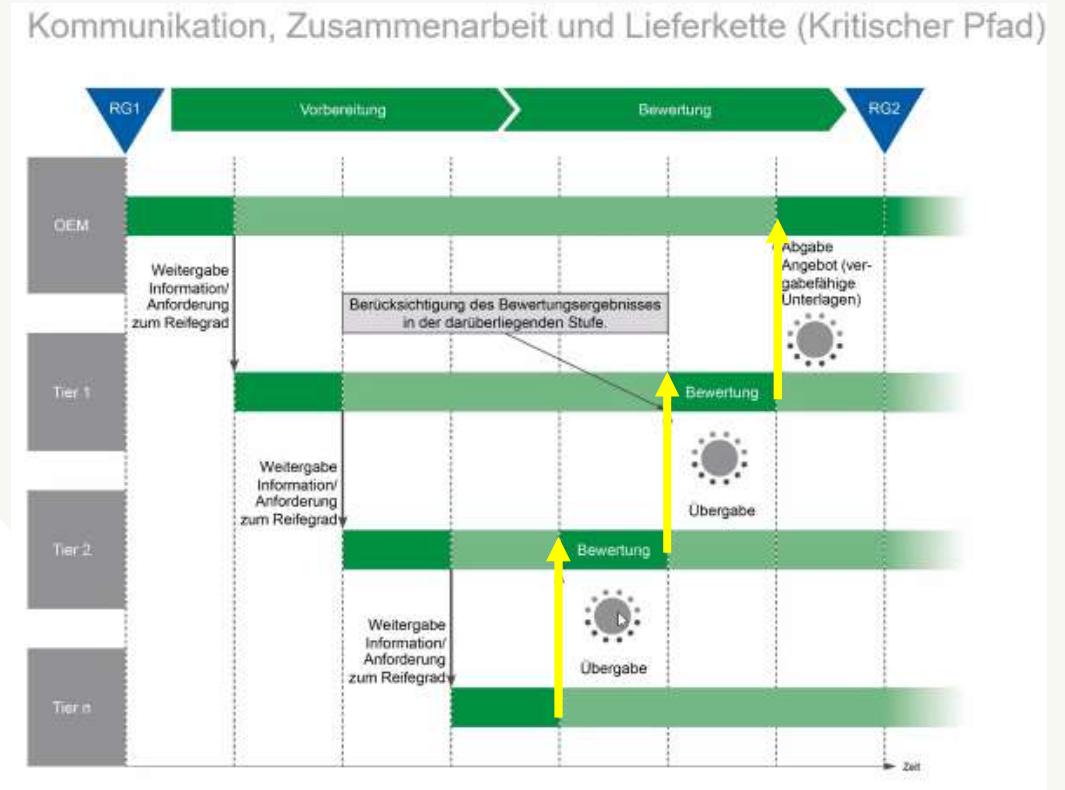 Kommunikation, Zusammenarbeit und Lieferkette (Kritischer Pfad)
RG1
Vorbereitung
Bewertung
RG2
OEM
Weitergabe
Information/
Anforderung
zum Reifegrad
Abgabe
Angebot (ver-
gabefähige
Unterlagen)
Berücksichtigung des Bewertungsergebnisses
in der darüberliegenden Stufe.
Tier 1
Bewertung
Weitergabe
Information/
Anforderung
zum Reifegrad
Übergabe
Tier 2
Bewertung
Weitergabe
Information/
Anforderung
zum Reifegrad
Übergabe
Tier n
Zeit